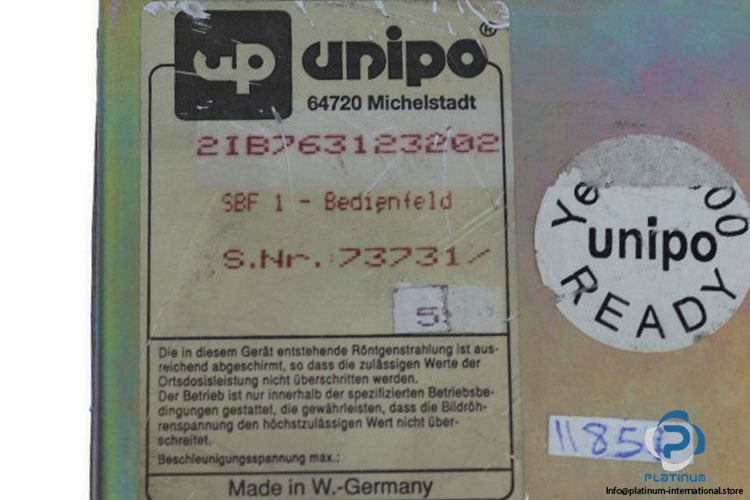 unipo®
64720 Michelstadt
2IB763123202
SBF 1 - Bedienfeld
S.Nr.:73731/
5
Die in diesem Gerät entstehende Röntgenstrahlung ist aus-
reichend abgeschirmt, so dass die zulässigen Werte der
Ortsdosisleistung nicht überschritten werden.
Der Betrieb ist nur innerhalb der spezifizierten Betriebsbe-
dingungen gestattet, die gewährleisten, dass die Bildröh-
renspannung den höchstzulässigen Wert nicht über-
schreitet.
Beschleunigungsspannung max.:
Made in W.-Germany
unipo
READY
PLATINUM
Info@platinum-international.store